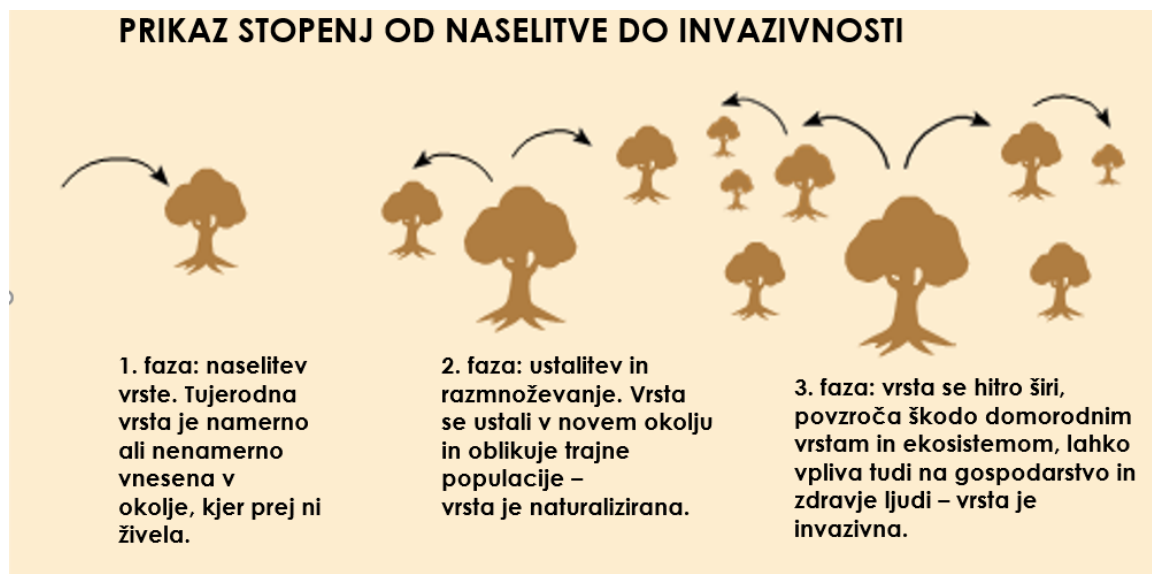 PRIKAZ STOPENJ OD NASELITVE DO INVAZIVNOSTI
1. faza: naselitev
vrste. Tujerodna
vrsta je namerno
ali nenamerno
vnesena v
okolje, kjer prej ni
živela.
2. faza: ustalitev in
razmnoževanje. Vrsta
se ustali v novem okolju
in oblikuje trajne
populacije –
vrsta je naturalizirana.
3. faza: vrsta se hitro širi,
povzroča škodo domorodnim
vrstam in ekosistemom, lahko
vpliva tudi na gospodarstvo in
zdravje ljudi – vrsta je
invazivna.